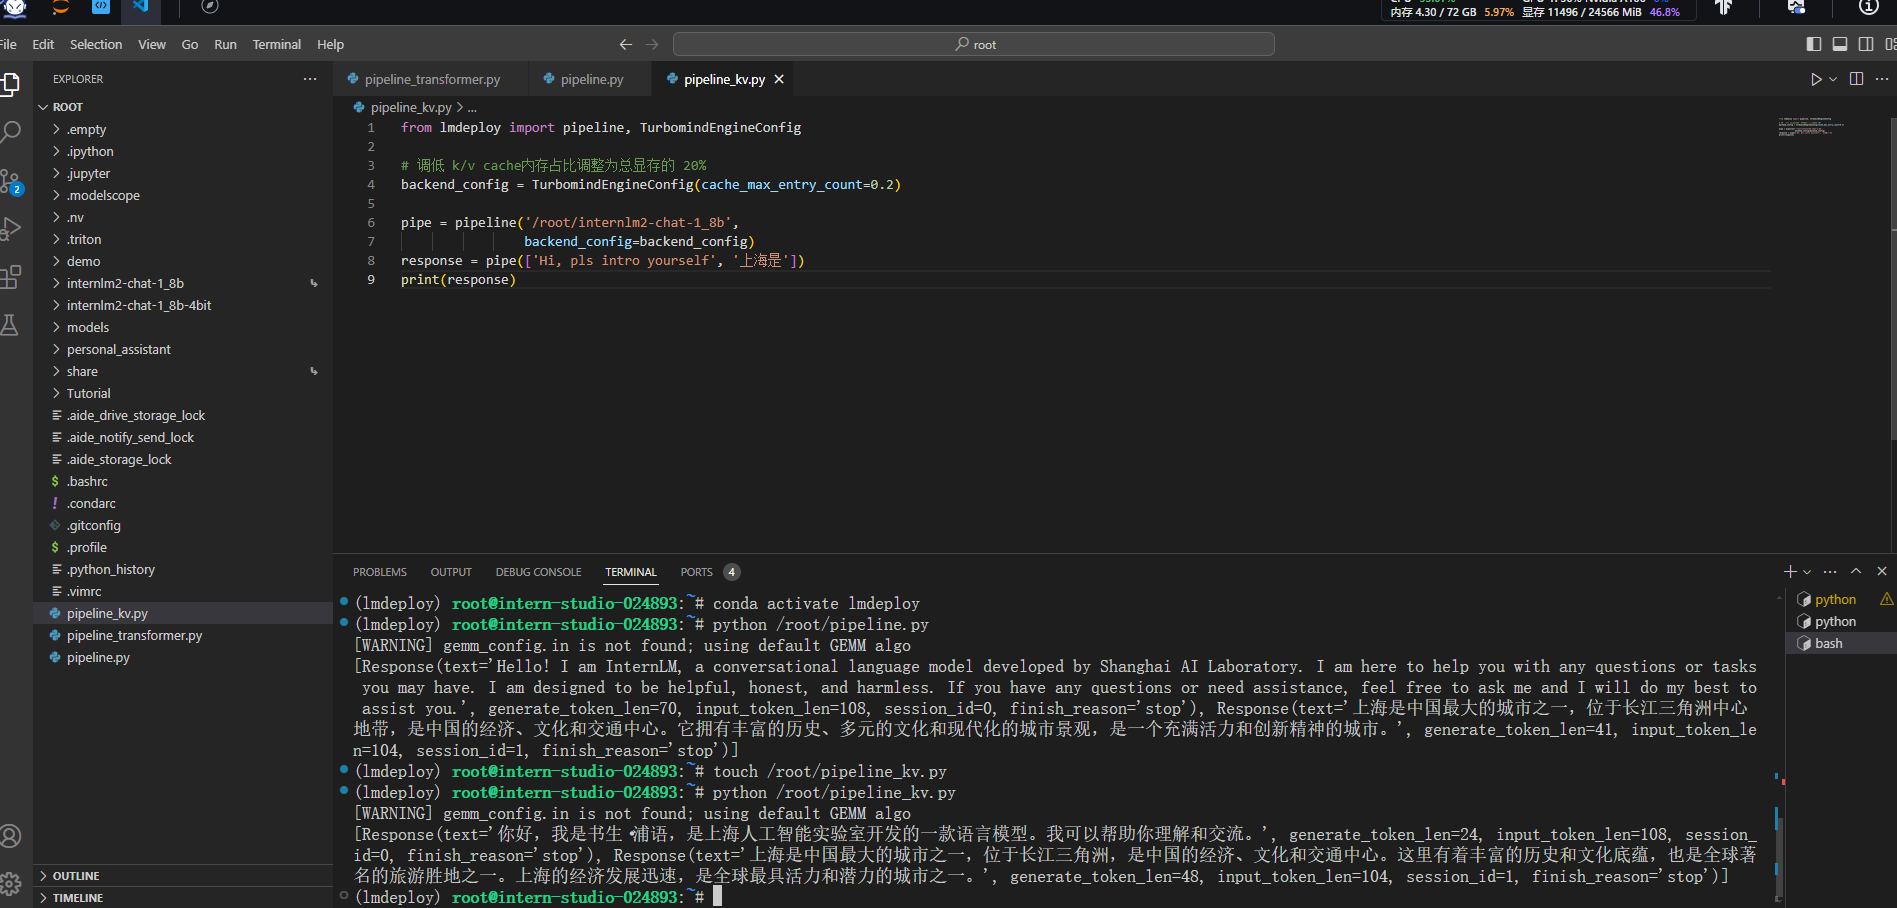 内存 4.30 / 72 GB 5.97% 显存 11496 / 24566 MiB 46.8%
File Edit Selection View Go Run Terminal Help
root
EXPLORER
pipeline_transformer.py
pipeline.py
pipeline_kv.py
ROOT
.empty
.ipython
.jupyter
.modelscope
.nv
.triton
demo
internlm2-chat-1_8b
internlm2-chat-1_8b-4bit
models
personal_assistant
share
Tutorial
.aide_drive_storage_lock
.aide_notify_send_lock
.aide_storage_lock
.bashrc
.condarc
.gitconfig
.profile
.python_history
.vimrc
pipeline_kv.py
pipeline_transformer.py
pipeline.py
OUTLINE
TIMELINE
2
pipeline_kv.py > ...
1 from lmdeploy import pipeline, TurbomindEngineConfig
2
3 # 调低 k/v cache内存占比调整为总显存的 20%
4 backend_config = TurbomindEngineConfig(cache_max_entry_count=0.2)
5
6 pipe = pipeline('/root/internlm2-chat-1_8b',
7 backend_config=backend_config)
8 response = pipe(['Hi, pls intro yourself', '上海是'])
9 print(response)
PROBLEMS OUTPUT DEBUG CONSOLE TERMINAL PORTS 4
(lmdeploy) root@intern-studio-024893:~# conda activate lmdeploy
(lmdeploy) root@intern-studio-024893:~# python /root/pipeline.py
[WARNING] gemm_config.in is not found; using default GEMM algo
[Response(text='Hello! I am InternLM, a conversational language model developed by Shanghai AI Laboratory. I am here to help you with any questions or tasks
you may have. I am designed to be helpful, honest, and harmless. If you have any questions or need assistance, feel free to ask me and I will do my best to
assist you.', generate_token_len=70, input_token_len=108, session_id=0, finish_reason='stop'), Response(text='上海是中国最大的城市之一，位于长江三角洲中心
地带，是中国的经济、文化和交通中心。它拥有丰富的历史、多元的文化和现代化的城市景观，是一个充满活力和创新精神的城市。', generate_token_len=41, input_token_le
n=104, session_id=1, finish_reason='stop')]
(lmdeploy) root@intern-studio-024893:~# touch /root/pipeline_kv.py
(lmdeploy) root@intern-studio-024893:~# python /root/pipeline_kv.py
[WARNING] gemm_config.in is not found; using default GEMM algo
[Response(text='你好，我是书生·浦语，是上海人工智能实验室开发的一款语言模型。我可以帮助你理解和交流。', generate_token_len=24, input_token_len=108, session_
id=0, finish_reason='stop'), Response(text='上海是中国最大的城市之一，位于长江三角洲，是中国的经济、文化和交通中心。这里有着丰富的历史和文化底蕴，也是全球著
名的旅游胜地之一。上海的经济发展迅速，是全球最具活力和潜力的城市之一。', generate_token_len=48, input_token_len=104, session_id=1, finish_reason='stop')]
(lmdeploy) root@intern-studio-024893:~#
python
python
bash